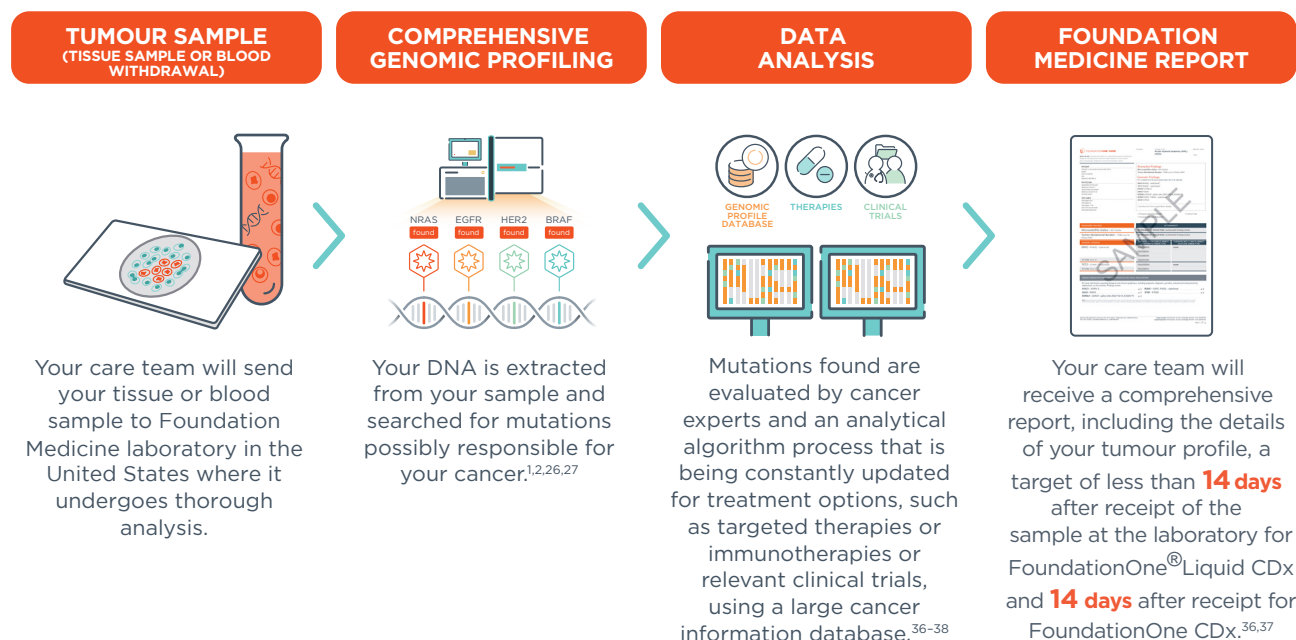 TUMOUR SAMPLE
(TISSUE SAMPLE OR BLOOD
WITHDRAWAL)
COMPREHENSIVE
GENOMIC PROFILING
DATA
ANALYSIS
FOUNDATION
MEDICINE REPORT
NRAS EGFR HER2 BRAF
found found found found
GENOMIC
PROFILE
DATABASE
THERAPIES
CLINICAL
TRIALS
SAMPLE
Your care team will send
your tissue or blood
sample to Foundation
Medicine laboratory in the
United States where it
undergoes thorough
analysis.
Your DNA is extracted
from your sample and
searched for mutations
possibly responsible for
your cancer.1,2,26,27
Mutations found are
evaluated by cancer
experts and an analytical
algorithm process that is
being constantly updated
for treatment options, such
as targeted therapies or
immunotherapies or
relevant clinical trials,
using a large cancer
information database.36–38
Your care team will
receive a comprehensive
report, including the details
of your tumour profile, a
target of less than 14 days
after receipt of the
sample at the laboratory for
FoundationOne®Liquid CDx
and 14 days after receipt for
FoundationOne CDx.36,37